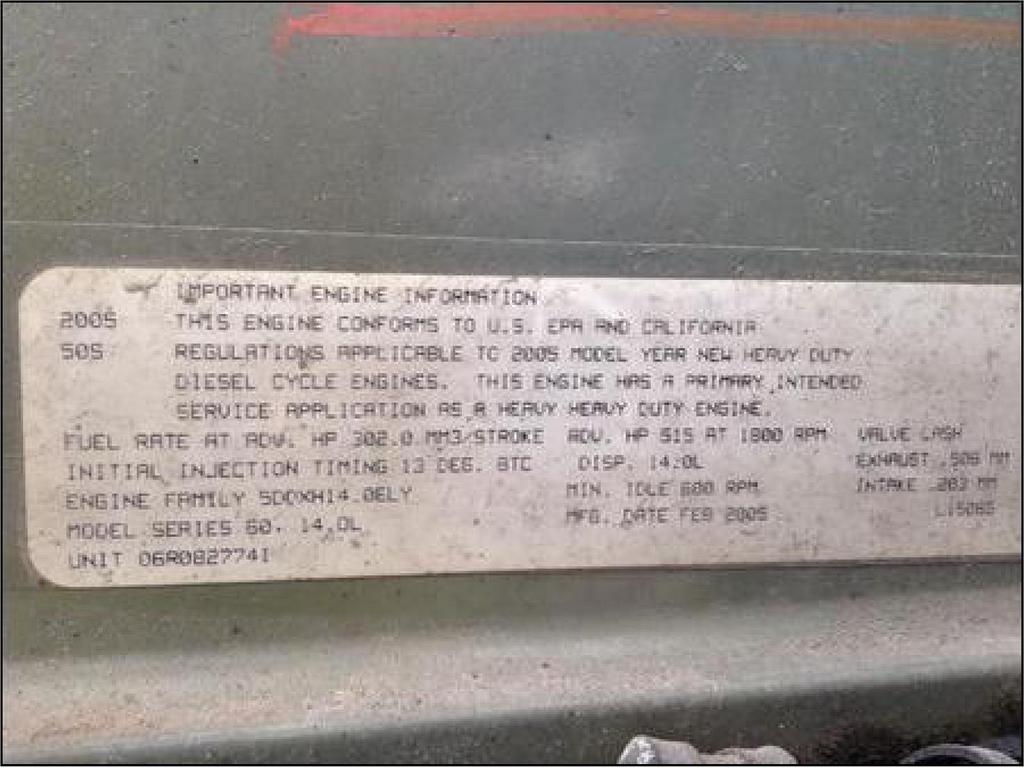 IMPORTANT ENGINE INFORMATION
2005 THIS ENGINE CONFORMS TO U.S. EPA AND CALIFORNIA
50S REGULATIONS APPLICABLE TO 2005 MODEL YEAR NEW HEAVY DUTY
DIESEL CYCLE ENGINES. THIS ENGINE HAS A PRIMARY INTENDED
SERVICE APPLICATION AS A HEAVY HEAVY DUTY ENGINE.
FUEL RATE AT ADV. HP 302.0 MM3/STROKE ADV. HP 515 AT 1800 RPM VALVE LASH
INITIAL INJECTION TIMING 13 DEG. BTC DISP. 14.0L EXHAUST .508 MM
ENGINE FAMILY 5DDXH14.0ELY MIN. IDLE 600 RPM INTAKE .203 MM
MODEL SERIES 60, 14.0L MFG. DATE FEB 2005
UNIT 06R0827741